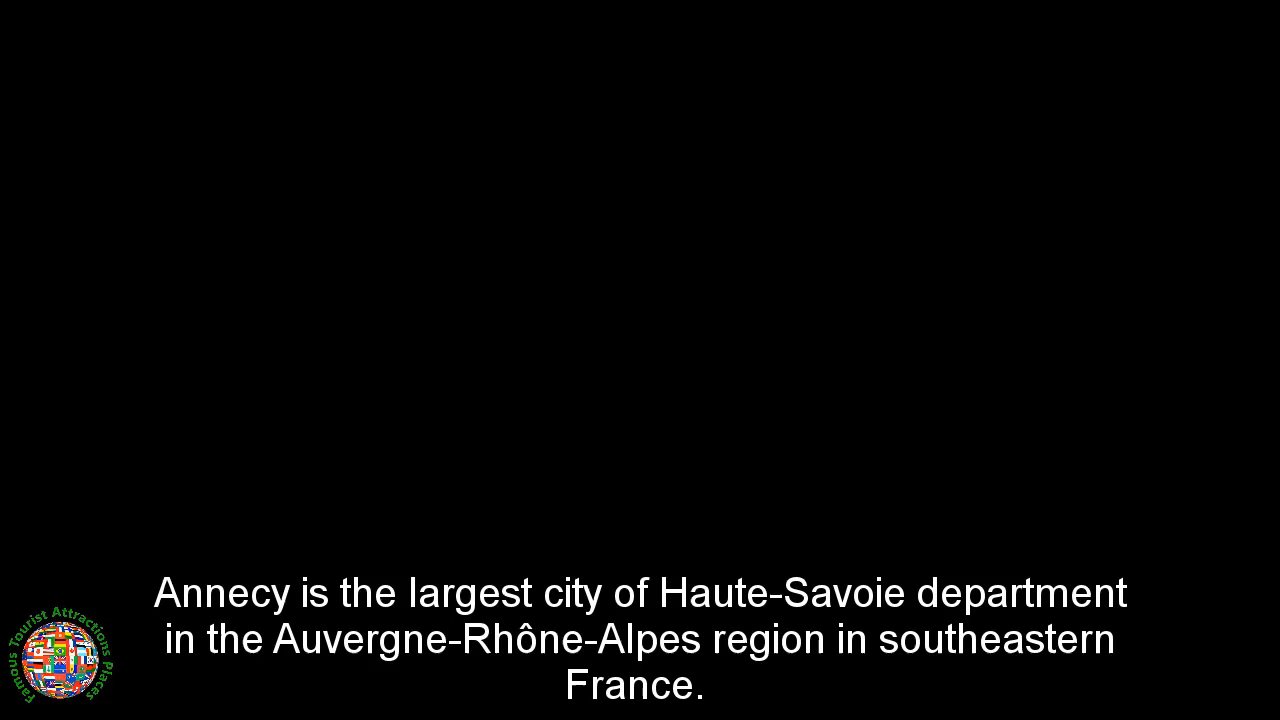 Annecy is the largest city of Haute-Savoie department
in the Auvergne-Rhône-Alpes region in southeastern
France.
Famous Tourist Attractions Places